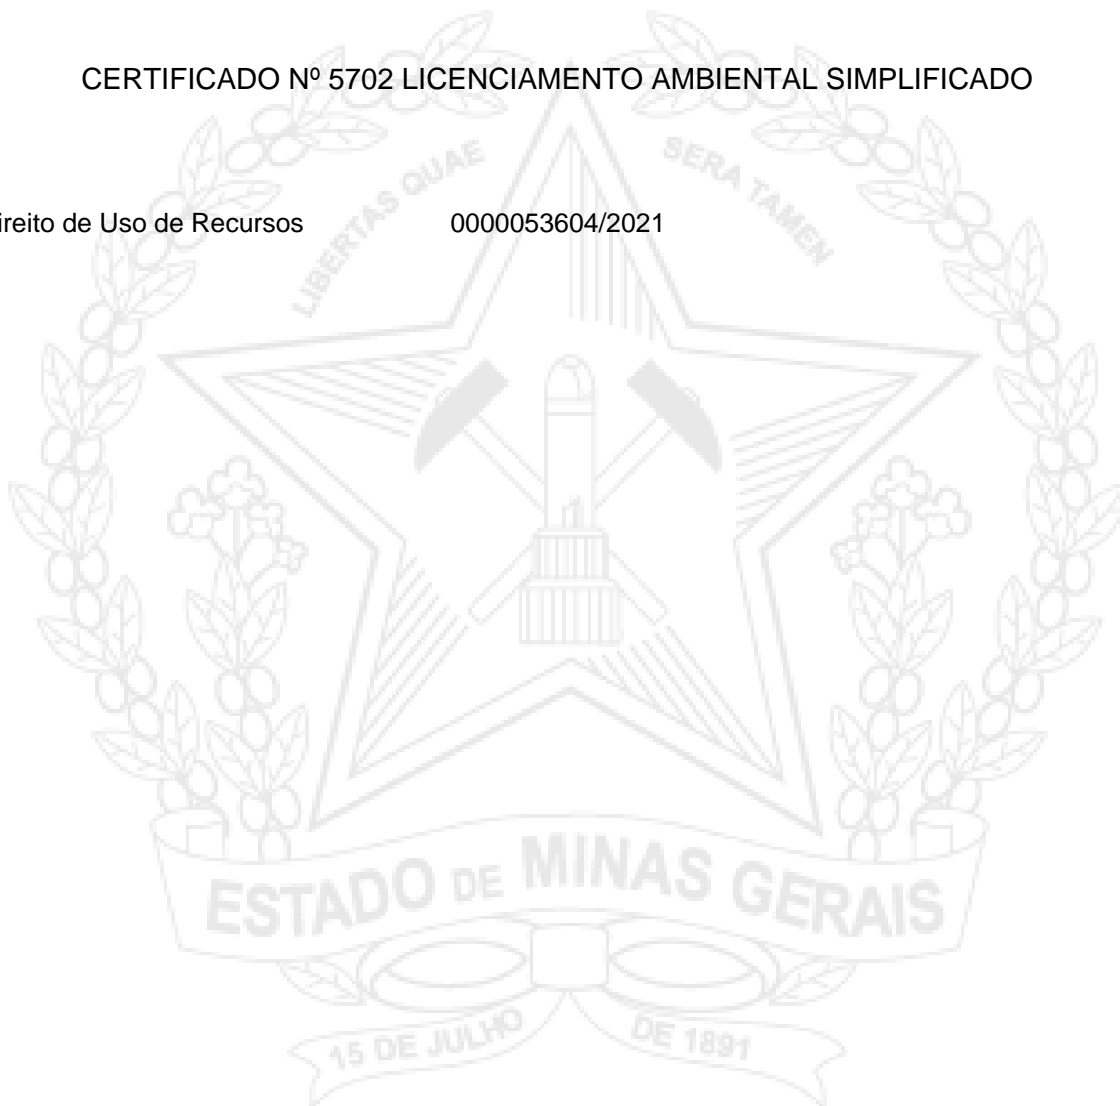 CERTIFICADO Nº 5702 LICENCIAMENTO AMBIENTAL SIMPLIFICADO
ireito de Uso de Recursos 0000053604/2021
LIBERTAS QUAE SERA TAMEN
ESTADO DE MINAS GERAIS
15 DE JULHO DE 1891